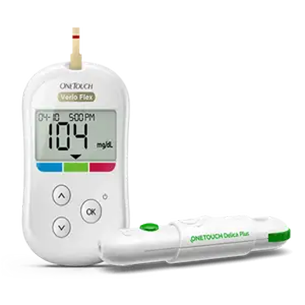 ONETOUCH
Verio Flex
04-10 5:00 PM
104
mg/dL
OK
ONETOUCH Delica Plus